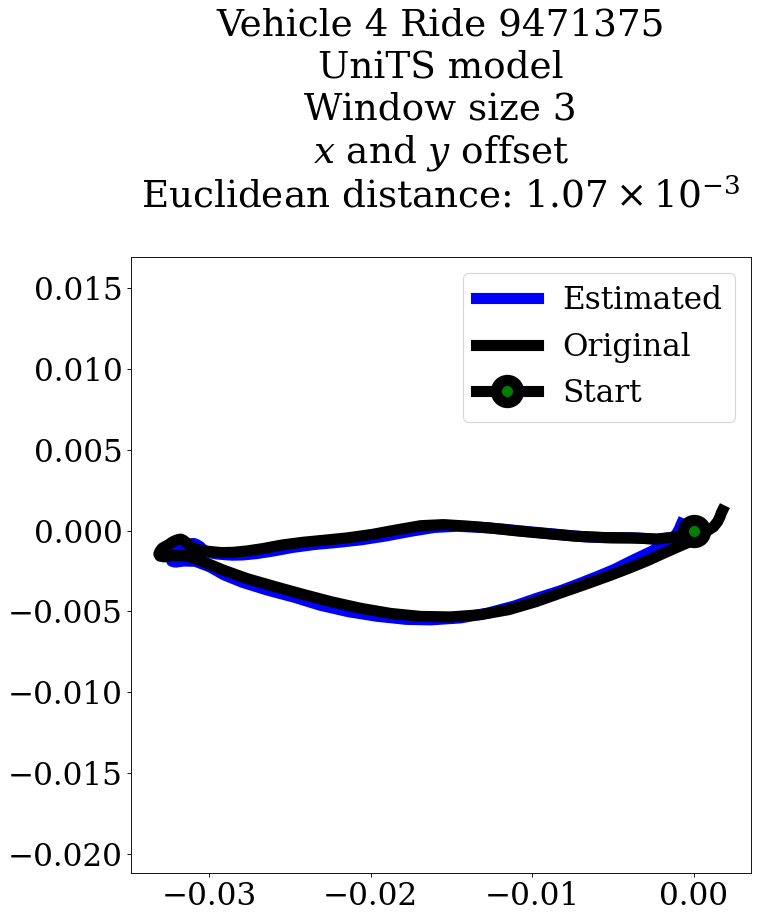 Vehicle 4 Ride 9471375
UniTS model
Window size 3
x and y offset
Euclidean distance: 1.07 × 10⁻³
Estimated
Original
Start
0.015
0.010
0.005
0.000
−0.005
−0.010
−0.015
−0.020
−0.03
−0.02
−0.01
0.00